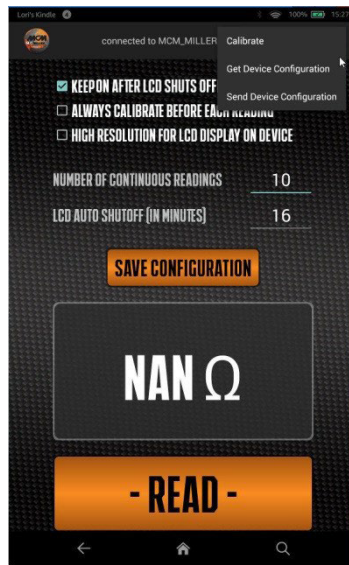 Lori's Kindle
100% 15:27
MCM
connected to MCM_MILLER
Calibrate
Get Device Configuration
Send Device Configuration
KEEP ON AFTER LCD SHUTS OFF
ALWAYS CALIBRATE BEFORE EACH READING
HIGH RESOLUTION FOR LCD DISPLAY ON DEVICE
NUMBER OF CONTINUOUS READINGS 10
LCD AUTO SHUTOFF (IN MINUTES) 16
SAVE CONFIGURATION
NAN Ω
- READ -